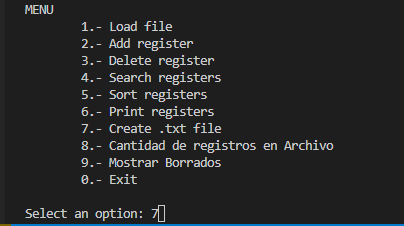 MENU
1.- Load file
2.- Add register
3.- Delete register
4.- Search registers
5.- Sort registers
6.- Print registers
7.- Create .txt file
8.- Cantidad de registros en Archivo
9.- Mostrar Borrados
0.- Exit
Select an option: 7